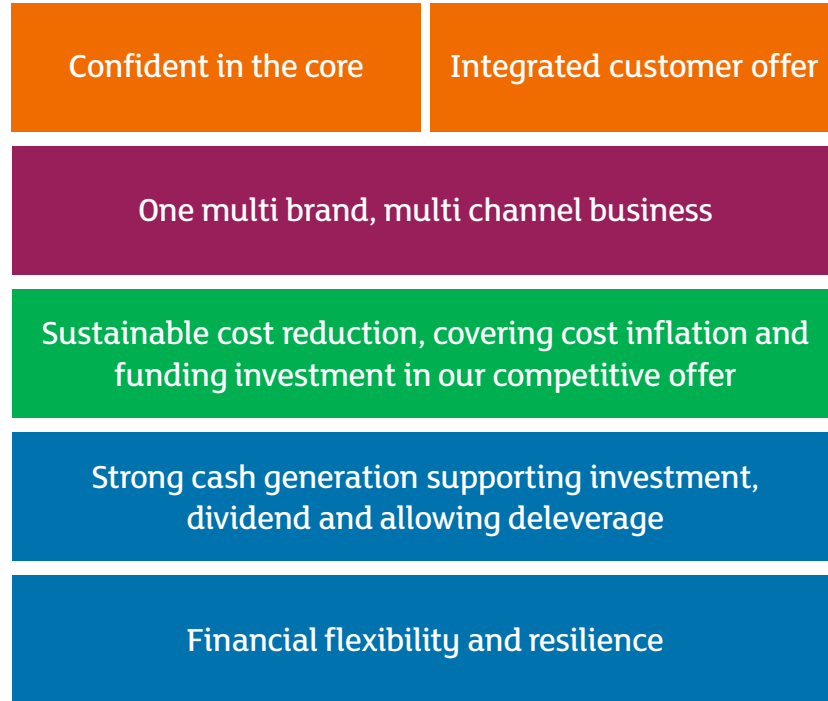 Confident in the core
Integrated customer offer
One multi brand, multi channel business
Sustainable cost reduction, covering cost inflation and
funding investment in our competitive offer
Strong cash generation supporting investment,
dividend and allowing deleverage
Financial flexibility and resilience